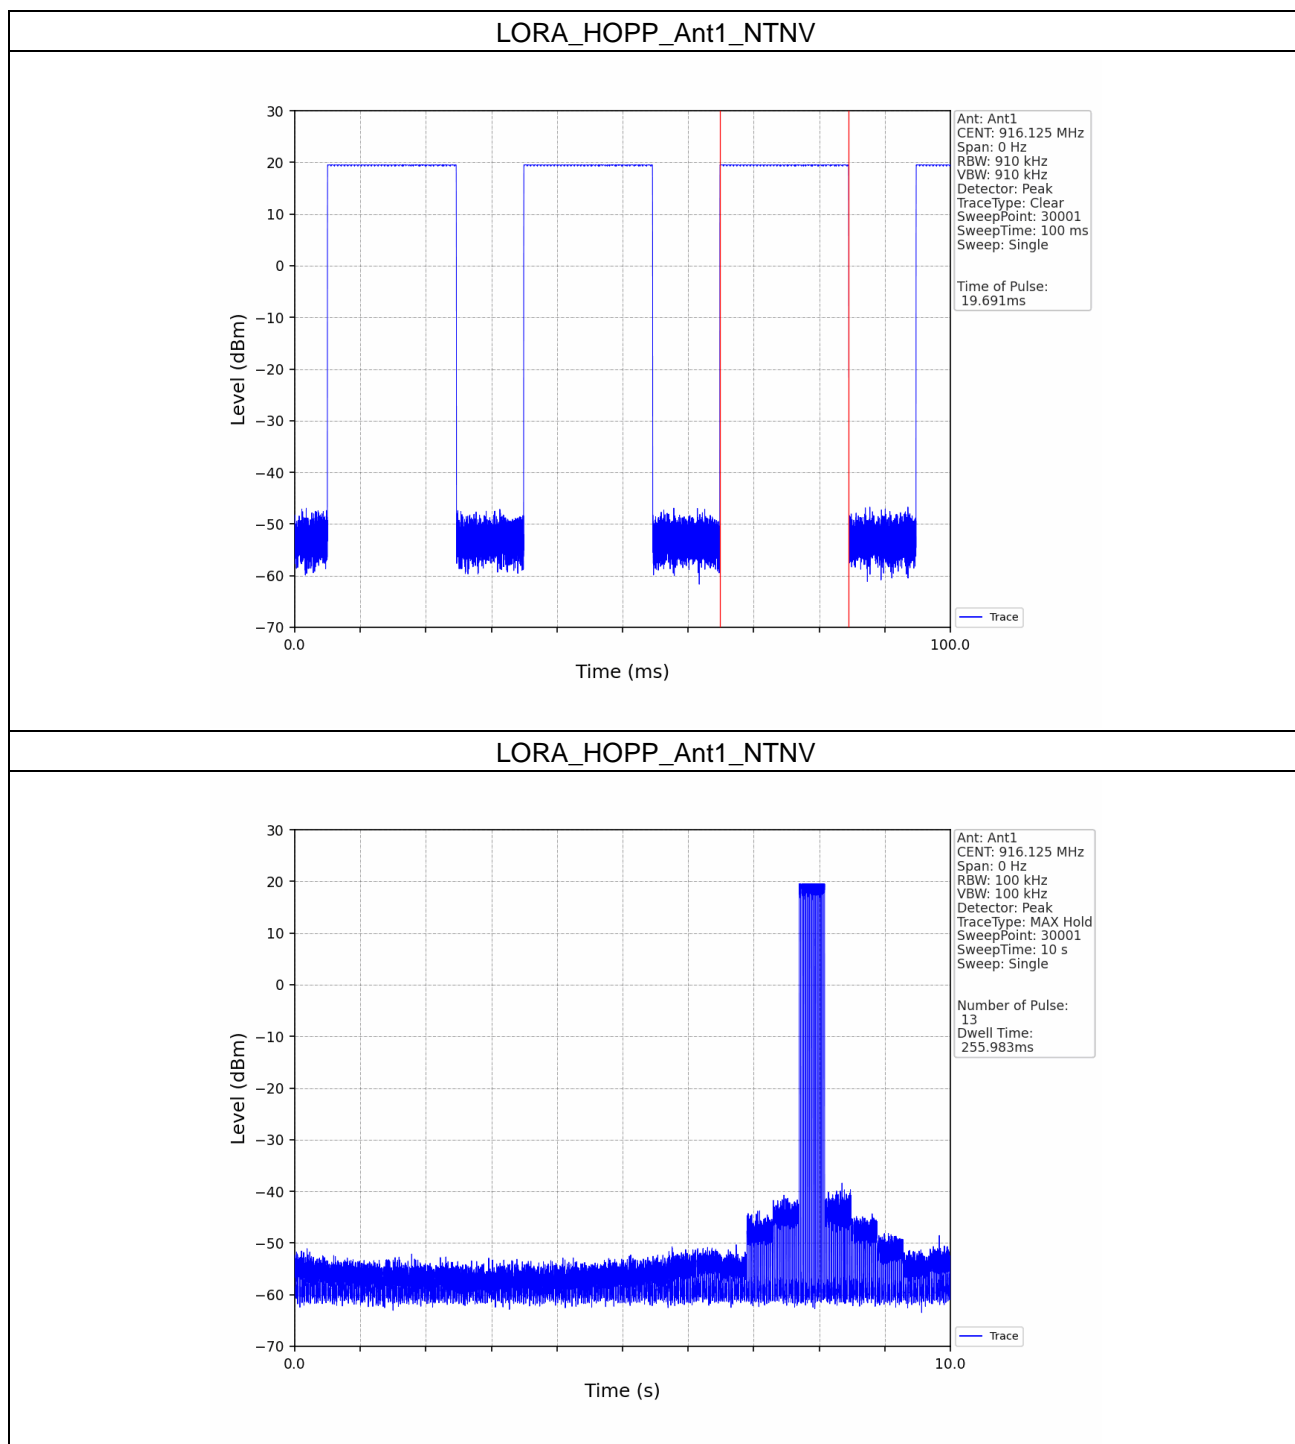 LORA_HOPP_Ant1_NTNV
30
20
10
0
−10
−20
−30
−40
−50
−60
−70
Level (dBm)
0.0
100.0
Time (ms)
Ant: Ant1
CENT: 916.125 MHz
Span: 0 Hz
RBW: 910 kHz
VBW: 910 kHz
Detector: Peak
TraceType: Clear
SweepPoint: 30001
SweepTime: 100 ms
Sweep: Single
Time of Pulse:
19.691ms
Trace
LORA_HOPP_Ant1_NTNV
30
20
10
0
−10
−20
−30
−40
−50
−60
−70
Level (dBm)
0.0
10.0
Time (s)
Ant: Ant1
CENT: 916.125 MHz
Span: 0 Hz
RBW: 100 kHz
VBW: 100 kHz
Detector: Peak
TraceType: MAX Hold
SweepPoint: 30001
SweepTime: 10 s
Sweep: Single
Number of Pulse:
13
Dwell Time:
255.983ms
Trace